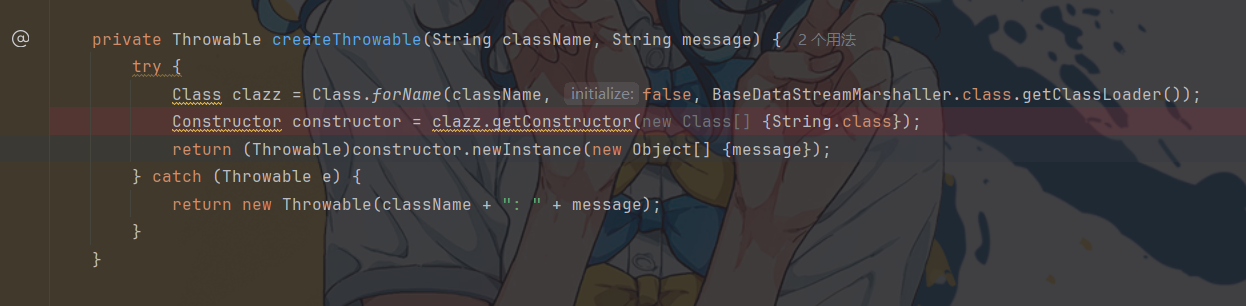 @ private Throwable createThrowable(String className, String message) { 2 个用法
try {
Class clazz = Class.forName(className, initialize: false, BaseDataStreamMarshaller.class.getClassLoader());
Constructor constructor = clazz.getConstructor(new Class[] {String.class});
return (Throwable)constructor.newInstance(new Object[] {message});
} catch (Throwable e) {
return new Throwable(className + ": " + message);
}
}